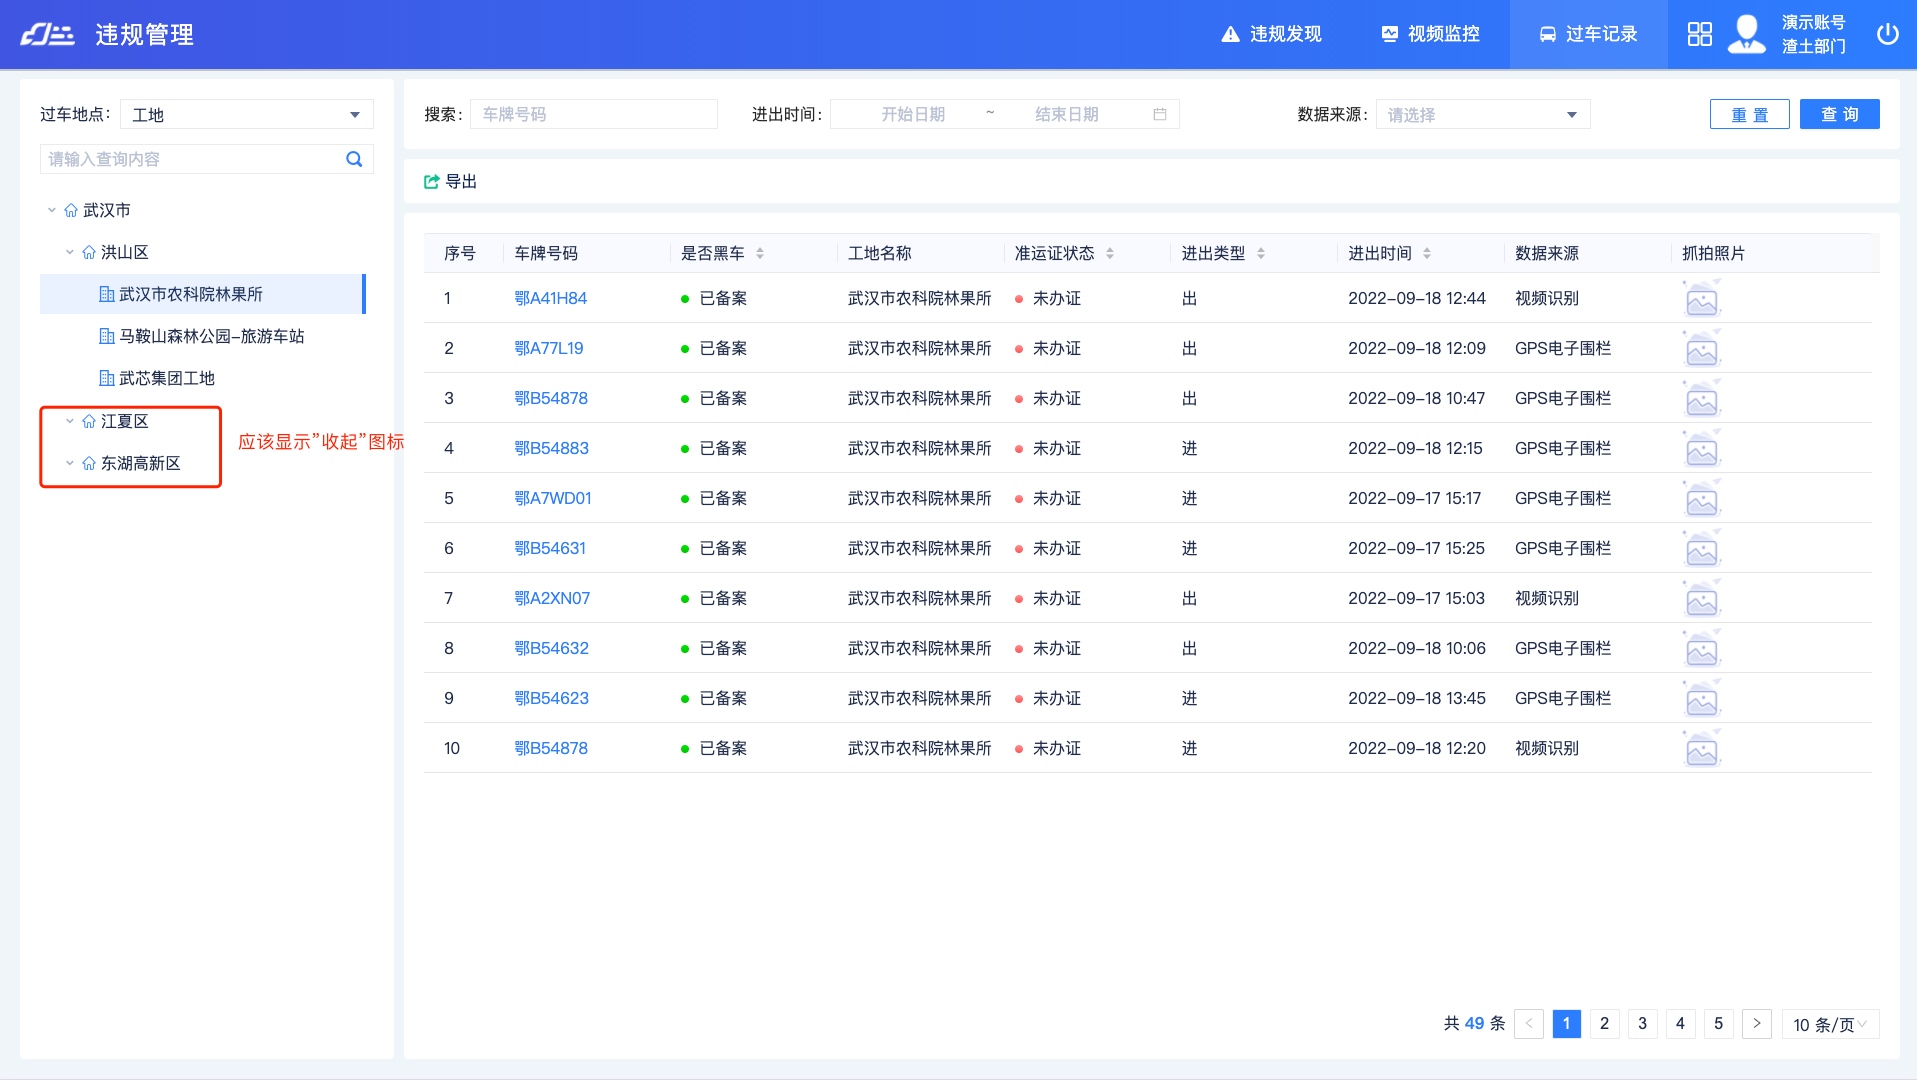 违规管理
违规发现
视频监控
过车记录
演示账号
渣土部门
过车地点：
工地
请输入查询内容
武汉市
洪山区
武汉市农科院林果所
马鞍山森林公园–旅游车站
武芯集团工地
江夏区
东湖高新区
应该显示”收起”图标
搜索：
车牌号码
进出时间：
开始日期 ~ 结束日期
数据来源：
请选择
重 置
查 询
导出
序号 车牌号码 是否黑车 工地名称 准运证状态 进出类型 进出时间 数据来源 抓拍照片
1 鄂A41H84 已备案 武汉市农科院林果所 未办证 出 2022–09–18 12:44 视频识别
2 鄂A77L19 已备案 武汉市农科院林果所 未办证 出 2022–09–18 12:09 GPS电子围栏
3 鄂B54878 已备案 武汉市农科院林果所 未办证 出 2022–09–18 10:47 GPS电子围栏
4 鄂B54883 已备案 武汉市农科院林果所 未办证 进 2022–09–18 12:15 GPS电子围栏
5 鄂A7WD01 已备案 武汉市农科院林果所 未办证 进 2022–09–17 15:17 GPS电子围栏
6 鄂B54631 已备案 武汉市农科院林果所 未办证 进 2022–09–17 15:25 GPS电子围栏
7 鄂A2XN07 已备案 武汉市农科院林果所 未办证 出 2022–09–17 15:03 视频识别
8 鄂B54632 已备案 武汉市农科院林果所 未办证 出 2022–09–18 10:06 GPS电子围栏
9 鄂B54623 已备案 武汉市农科院林果所 未办证 进 2022–09–18 13:45 GPS电子围栏
10 鄂B54878 已备案 武汉市农科院林果所 未办证 进 2022–09–18 12:20 视频识别
共 49 条 < 1 2 3 4 5 > 10 条/页